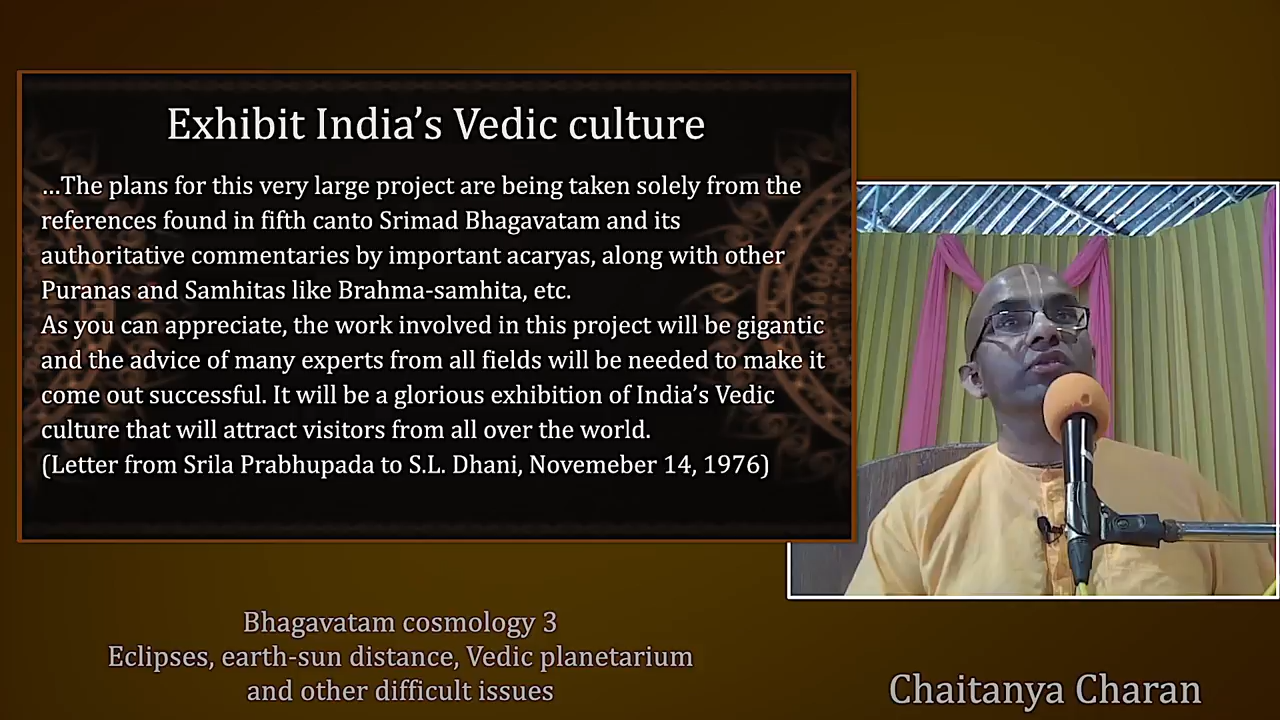 Exhibit India’s Vedic culture
...The plans for this very large project are being taken solely from the
references found in fifth canto Srimad Bhagavatam and its
authoritative commentaries by important acaryas, along with other
Puranas and Samhitas like Brahma-samhita, etc.
As you can appreciate, the work involved in this project will be gigantic
and the advice of many experts from all fields will be needed to make it
come out successful. It will be a glorious exhibition of India’s Vedic
culture that will attract visitors from all over the world.
(Letter from Srila Prabhupada to S.L. Dhani, Novemeber 14, 1976)
Bhagavatam cosmology 3
Eclipses, earth-sun distance, Vedic planetarium
and other difficult issues
Chaitanya Charan